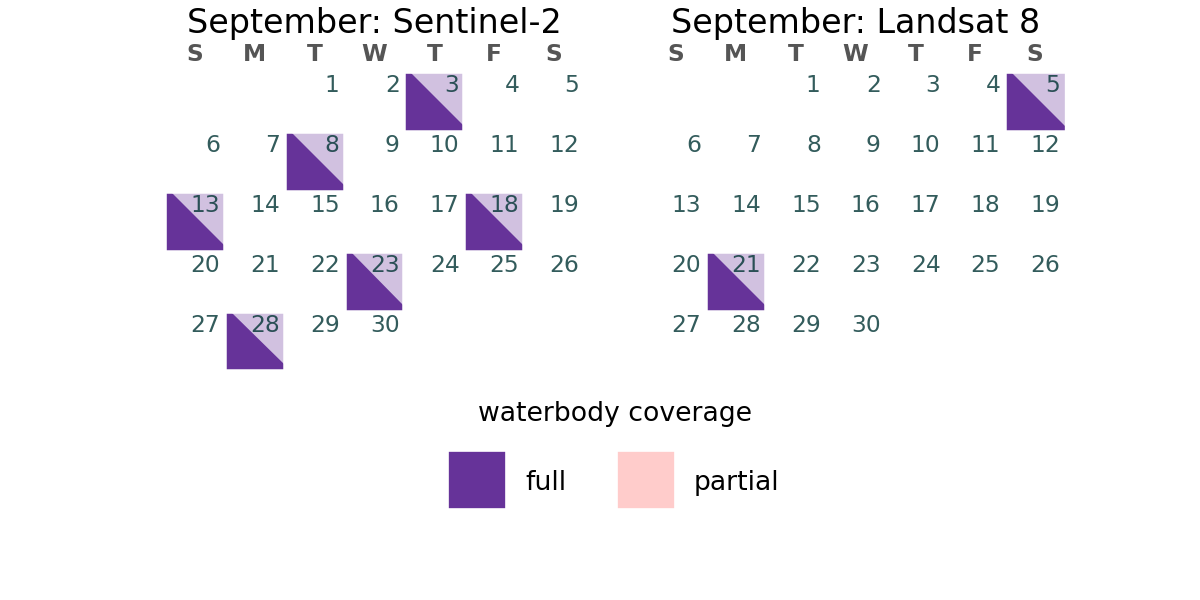 September: Sentinel-2
S M T W T F S
1 2 3 4 5
6 7 8 9 10 11 12
13 14 15 16 17 18 19
20 21 22 23 24 25 26
27 28 29 30
September: Landsat 8
S M T W T F S
1 2 3 4 5
6 7 8 9 10 11 12
13 14 15 16 17 18 19
20 21 22 23 24 25 26
27 28 29 30
waterbody coverage
full partial